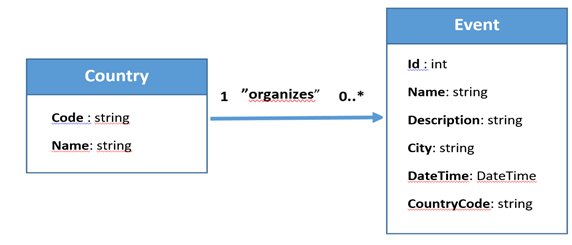 Country
Code : string
Name: string
1 ”organizes” 0..*
Event
Id : int
Name: string
Description: string
City: string
DateTime: DateTime
CountryCode: string